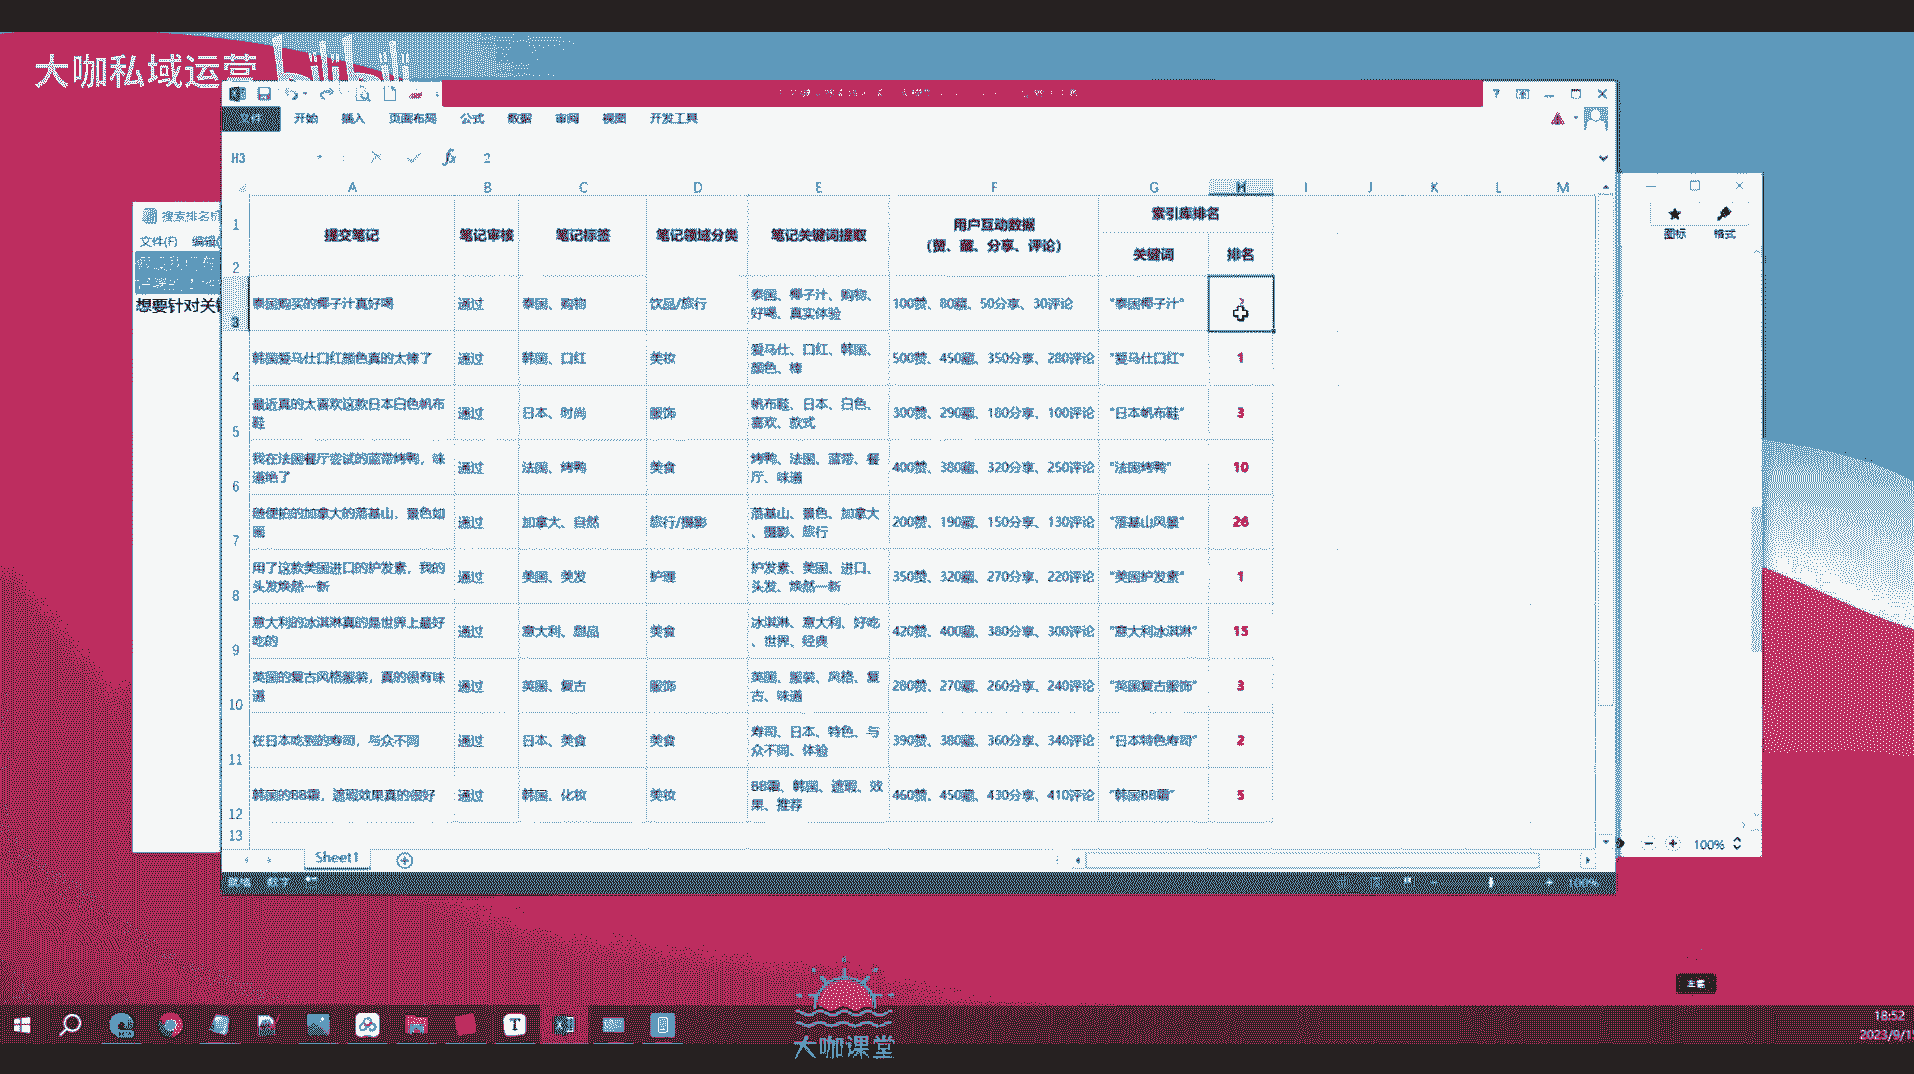 大咖私域运营
bilibili
文件 开始 插入 页面布局 公式 数据 审阅 视图 开发工具
H3 fx 2
A B C D E F G H I J K L M
提交笔记 笔记审核 笔记标签 笔记领域分类 笔记关键词提取 用户互动数据 索引库排名
(赞、藏、分享、评论) 关键词 排名
1
2
3 泰国购买的椰子汁真好喝 通过 泰国、购物 饮品/旅行 泰国、椰子汁、购物、 100赞、80藏、50分享、30评论 "泰国椰子汁" 2
好喝、真实体验
4 韩国爱马仕口红颜色真的太棒了 通过 韩国、口红 美妆 爱马仕、口红、韩国、 500赞、450藏、350分享、280评论 "爱马仕口红" 1
颜色、棒
5 最近真的太喜欢这款日本白色帆布 通过 日本、时尚 服饰 帆布鞋、日本、白色、 300赞、290藏、180分享、100评论 "日本帆布鞋" 3
鞋 喜欢、款式
6 我在法国餐厅尝试的蓝带烤鸭，味 通过 法国、烤鸭 美食 烤鸭、法国、蓝带、餐 400赞、380藏、320分享、250评论 "法国烤鸭" 10
道绝了 厅、味道
7 随便拍的加拿大的落基山，景色如 通过 加拿大、自然 旅行/摄影 落基山、景色、加拿大 200赞、190藏、150分享、130评论 "落基山风景" 26
画 、摄影、旅行
8 用了这款美国进口的护发素，我的 通过 美国、美发 护理 护发素、美国、进口、 350赞、320藏、270分享、220评论 "美国护发素" 1
头发焕然一新 头发、焕然一新
9 意大利的冰淇淋真的是世界上最好 通过 意大利、甜品 美食 冰淇淋、意大利、好吃 420赞、400藏、380分享、300评论 "意大利冰淇淋" 15
吃的 、世界、经典
10 英国的复古风格服装，真的很有味 通过 英国、复古 服饰 英国、服装、风格、复 280赞、270藏、260分享、240评论 "英国复古服饰" 3
道 古、味道
11 在日本吃到的寿司，与众不同 通过 日本、美食 美食 寿司、日本、特色、与 390赞、380藏、360分享、340评论 "日本特色寿司" 2
众不同、体验
12 韩国的BB霜，遮瑕效果真的很好 通过 韩国、化妆 美妆 BB霜、韩国、遮瑕、效 460赞、450藏、430分享、410评论 "韩国BB霜" 5
果、推荐
13
Sheet1
就绪 数字 100%
搜索排名
文件(F) 编辑
想要针对关
图标 格式
100%
大咖课堂
18:52
2023/9/1